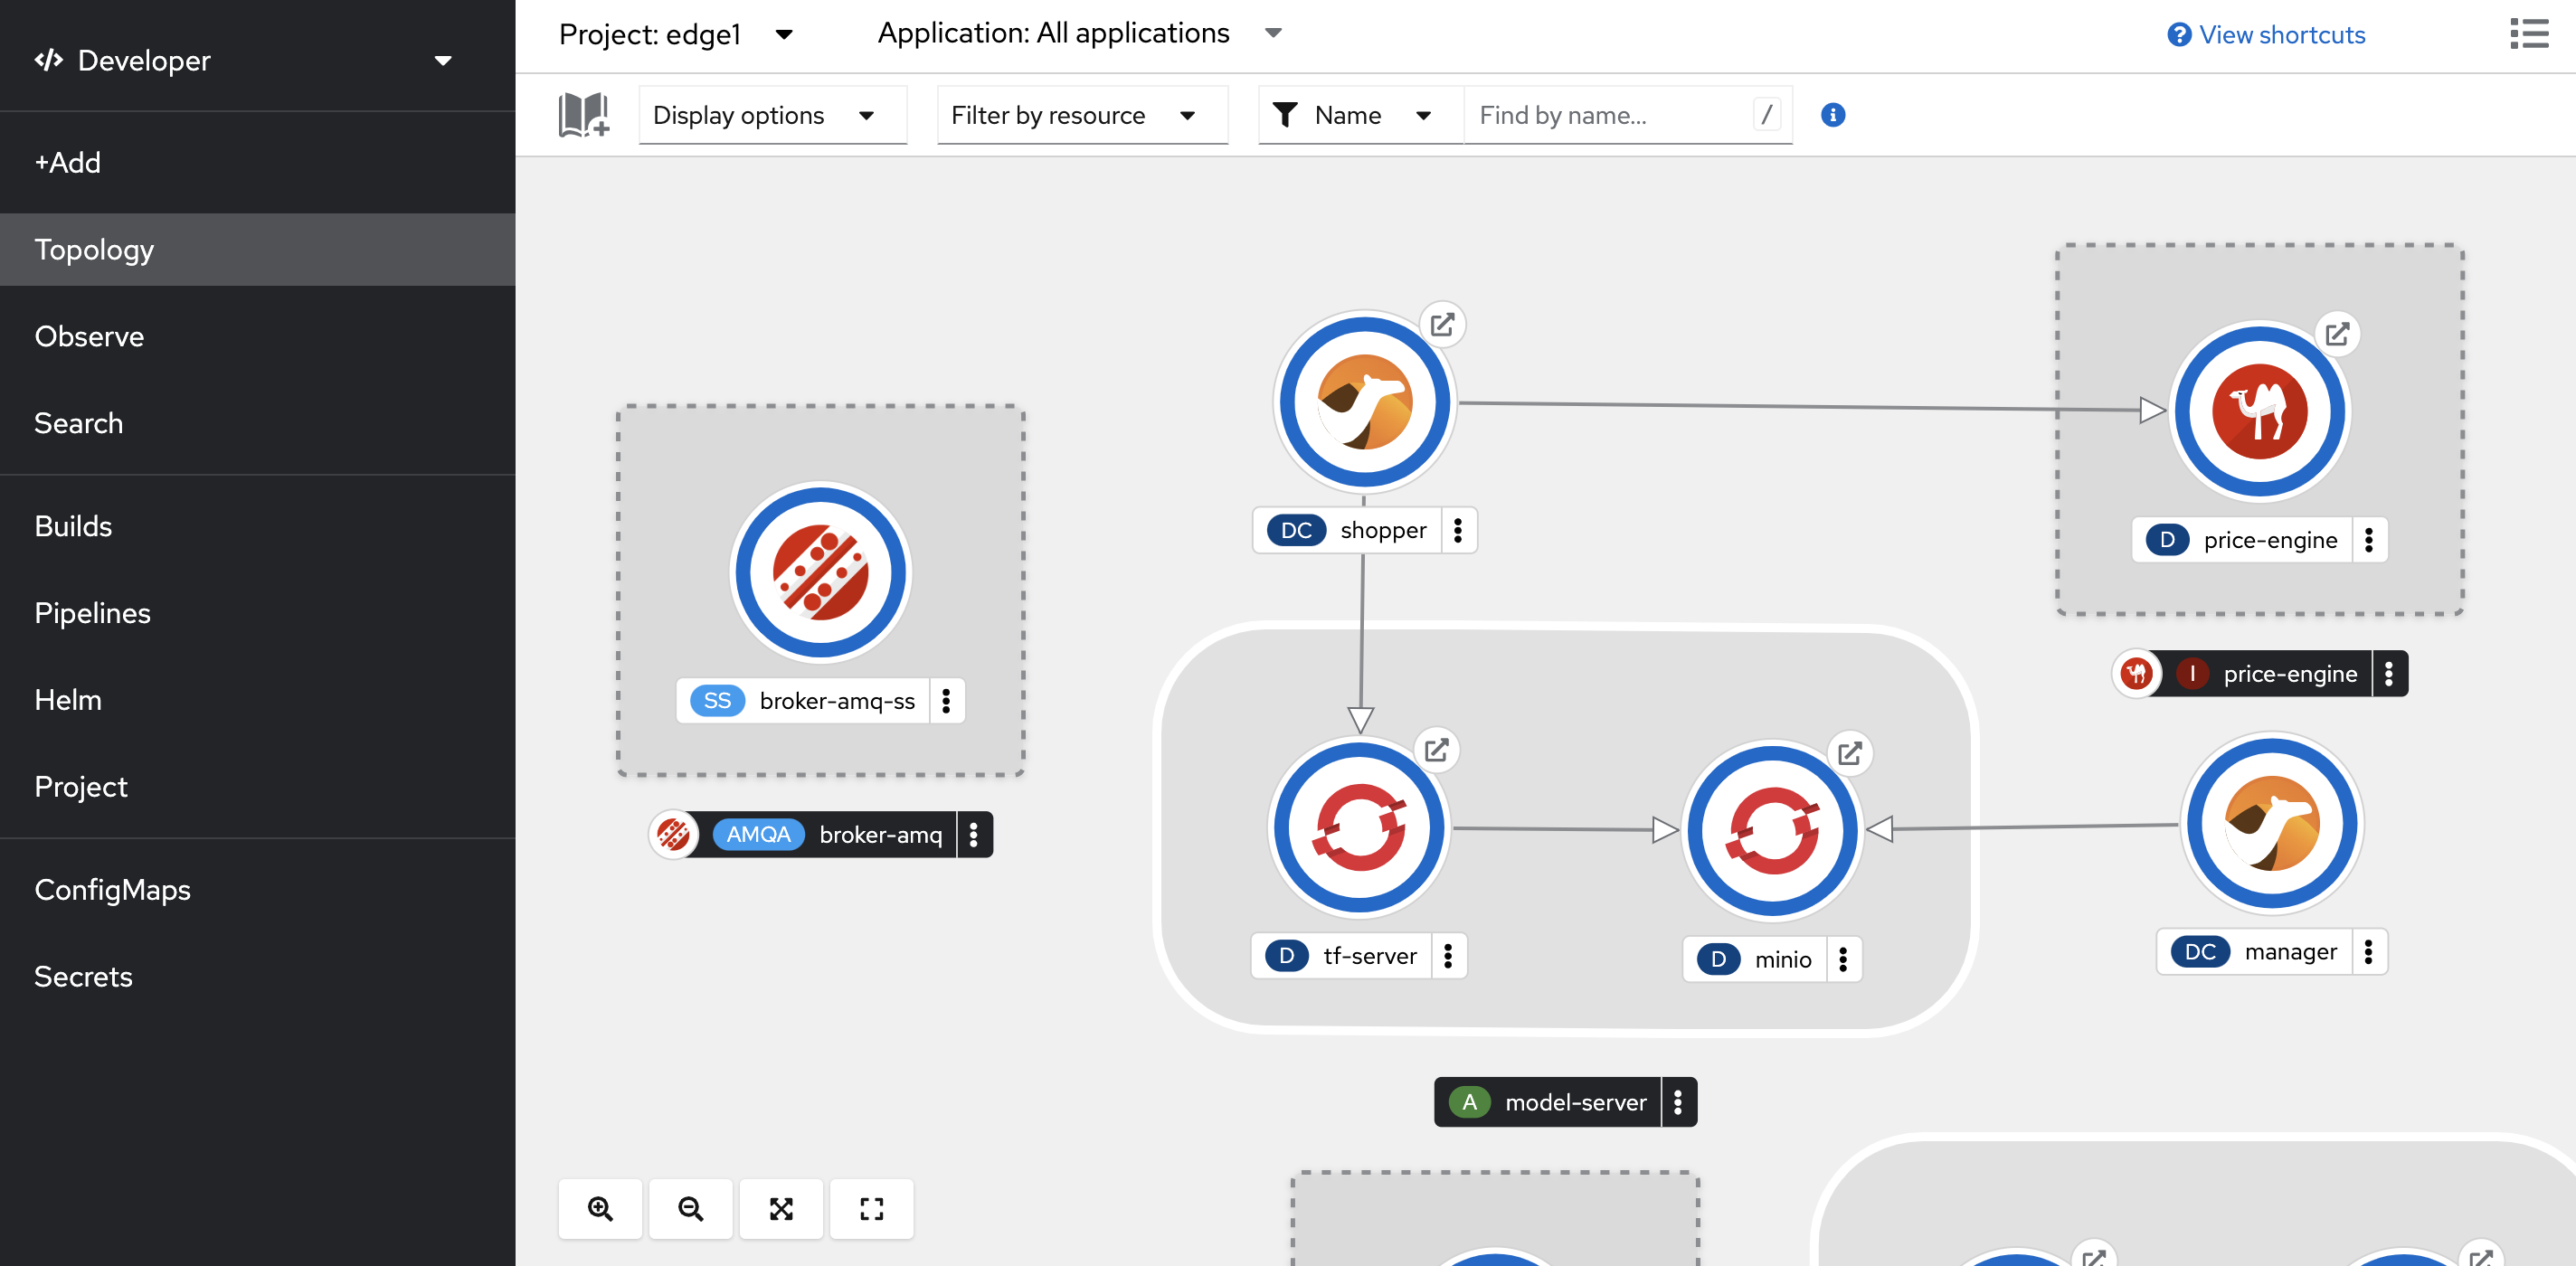 Developer
+Add
Topology
Observe
Search
Builds
Pipelines
Helm
Project
ConfigMaps
Secrets
Project: edge1
Application: All applications
? View shortcuts
Display options
Filter by resource
Name
Find by name...
/
i
DC shopper
D price-engine
I price-engine
SS broker-amq-ss
AMQA broker-amq
D tf-server
D minio
DC manager
A model-server